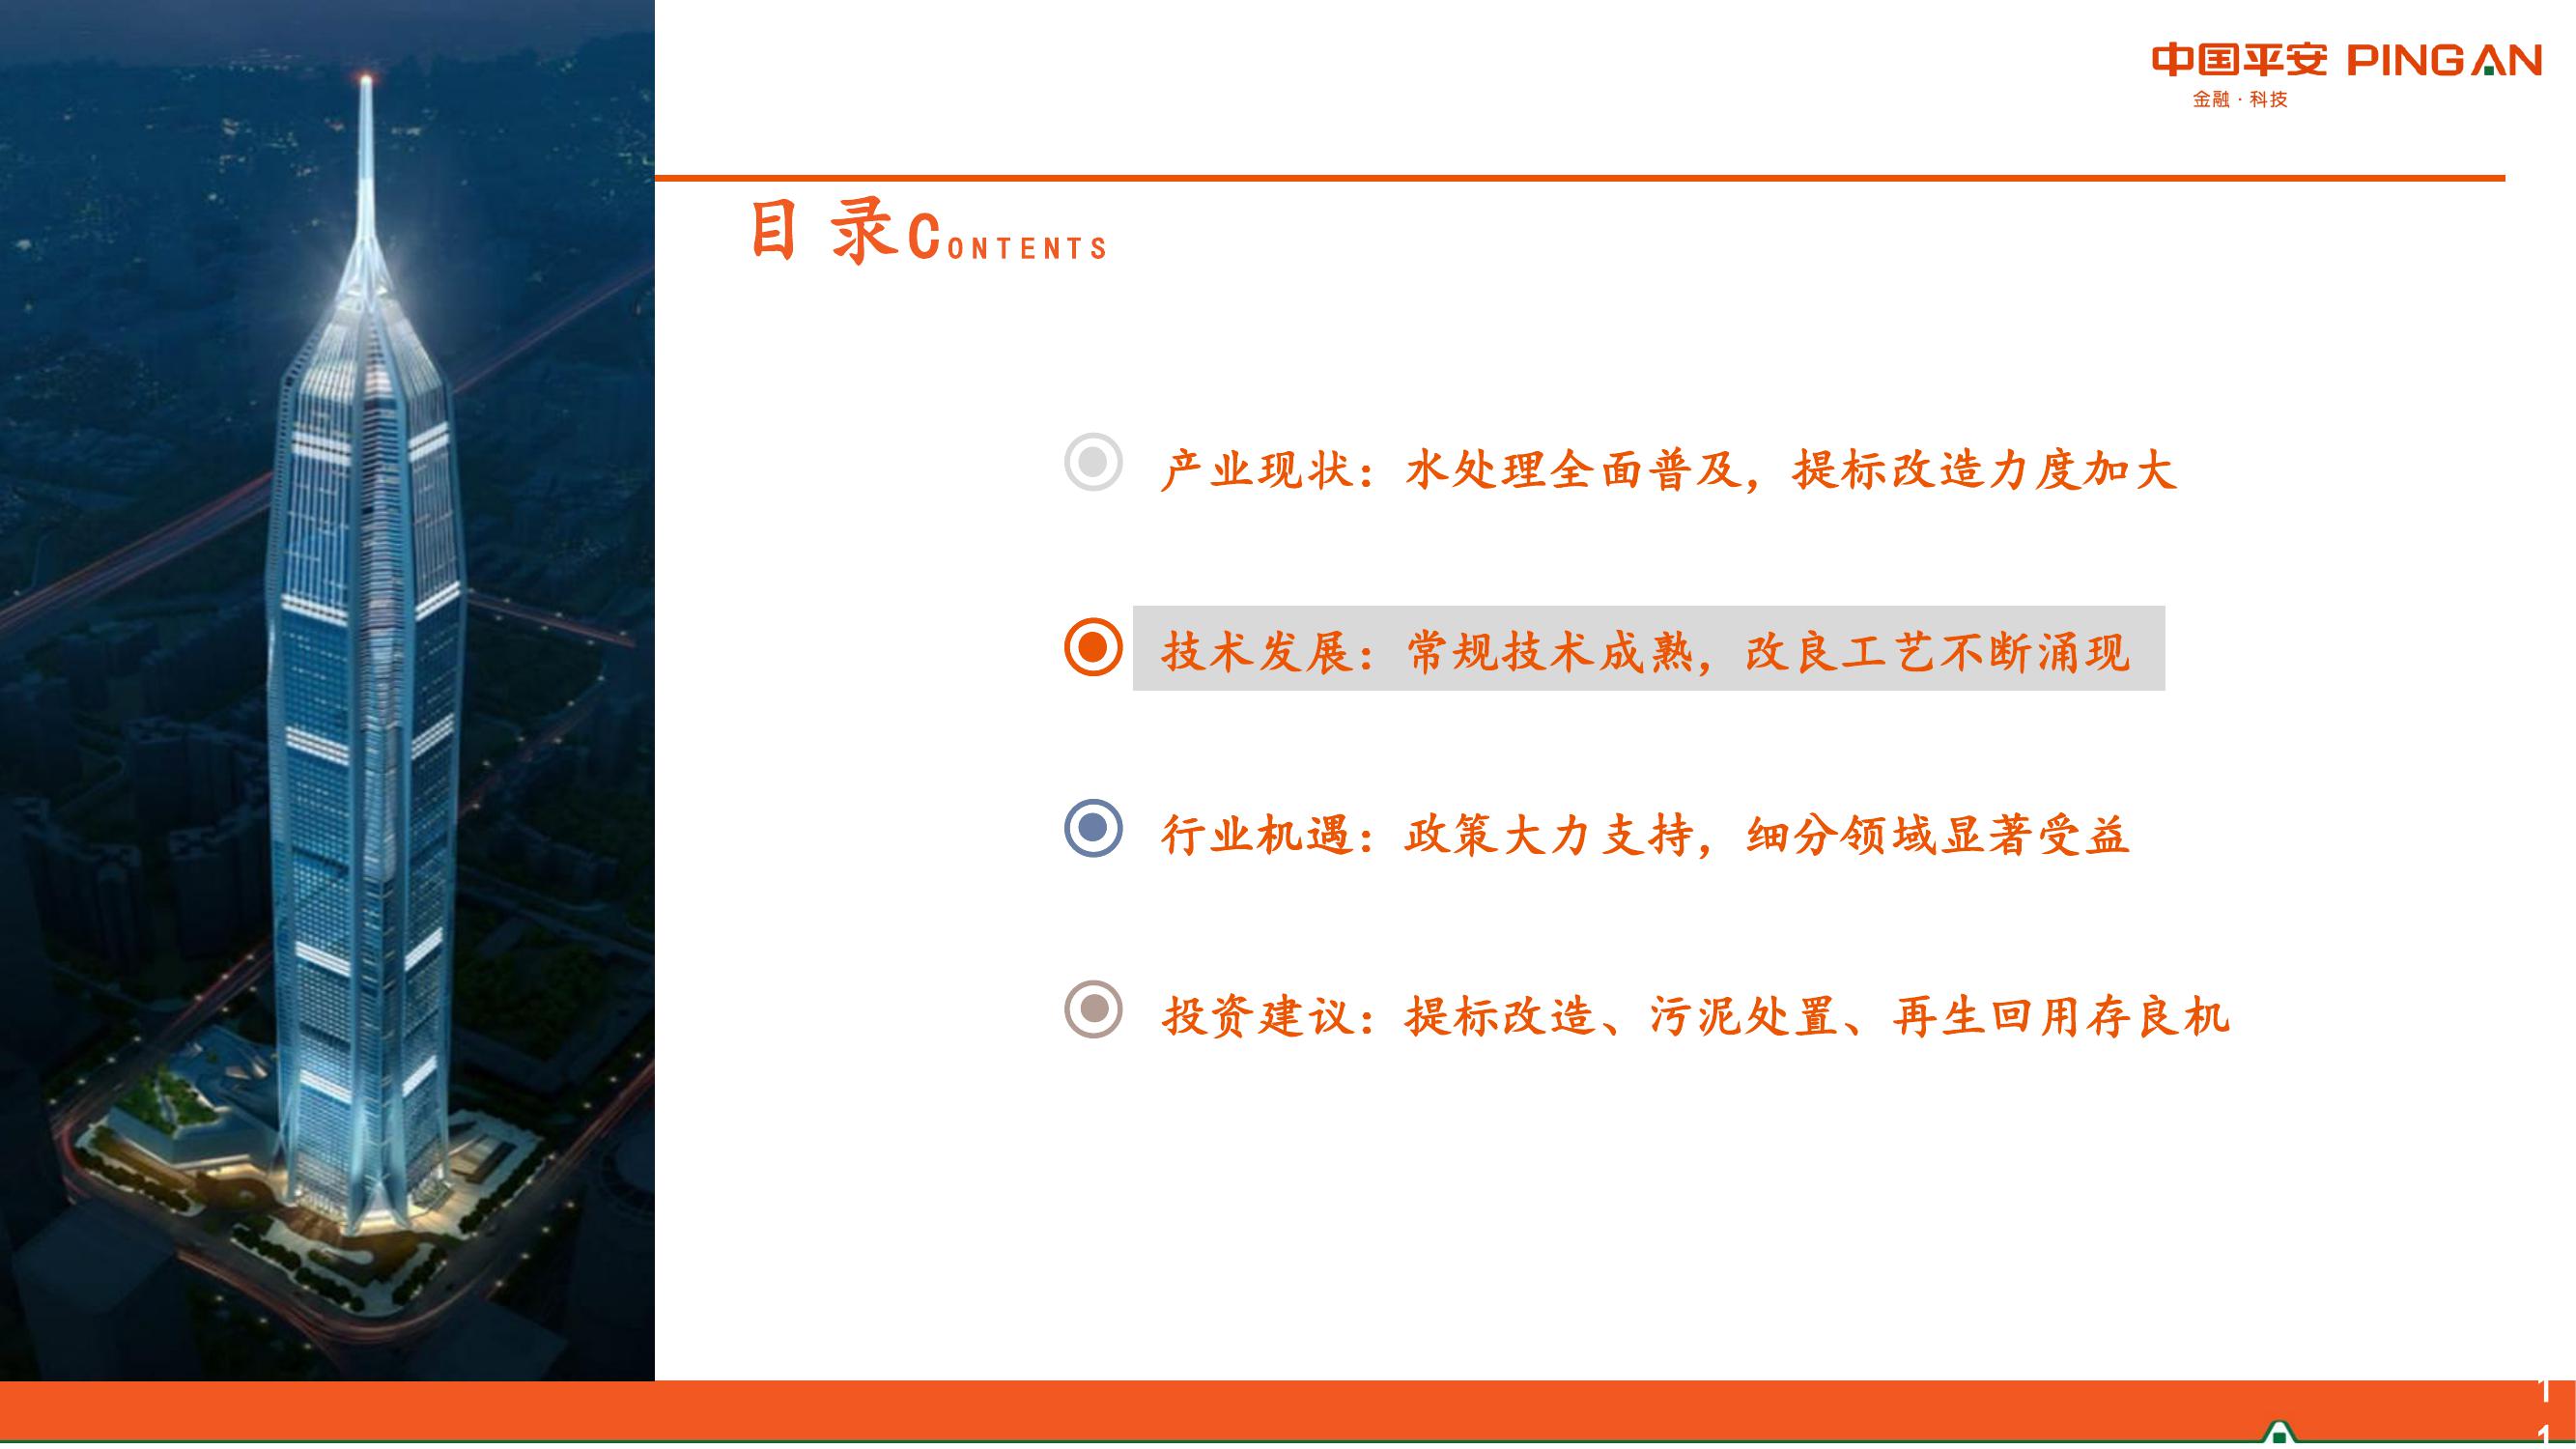 中国平安 PINGAN
金融·科技
目录CONTENTS
产业现状：水处理全面普及，提标改造力度加大
技术发展：常规技术成熟，改良工艺不断涌现
行业机遇：政策大力支持，细分领域显著受益
投资建议：提标改造、污泥处置、再生回用存良机
1
1